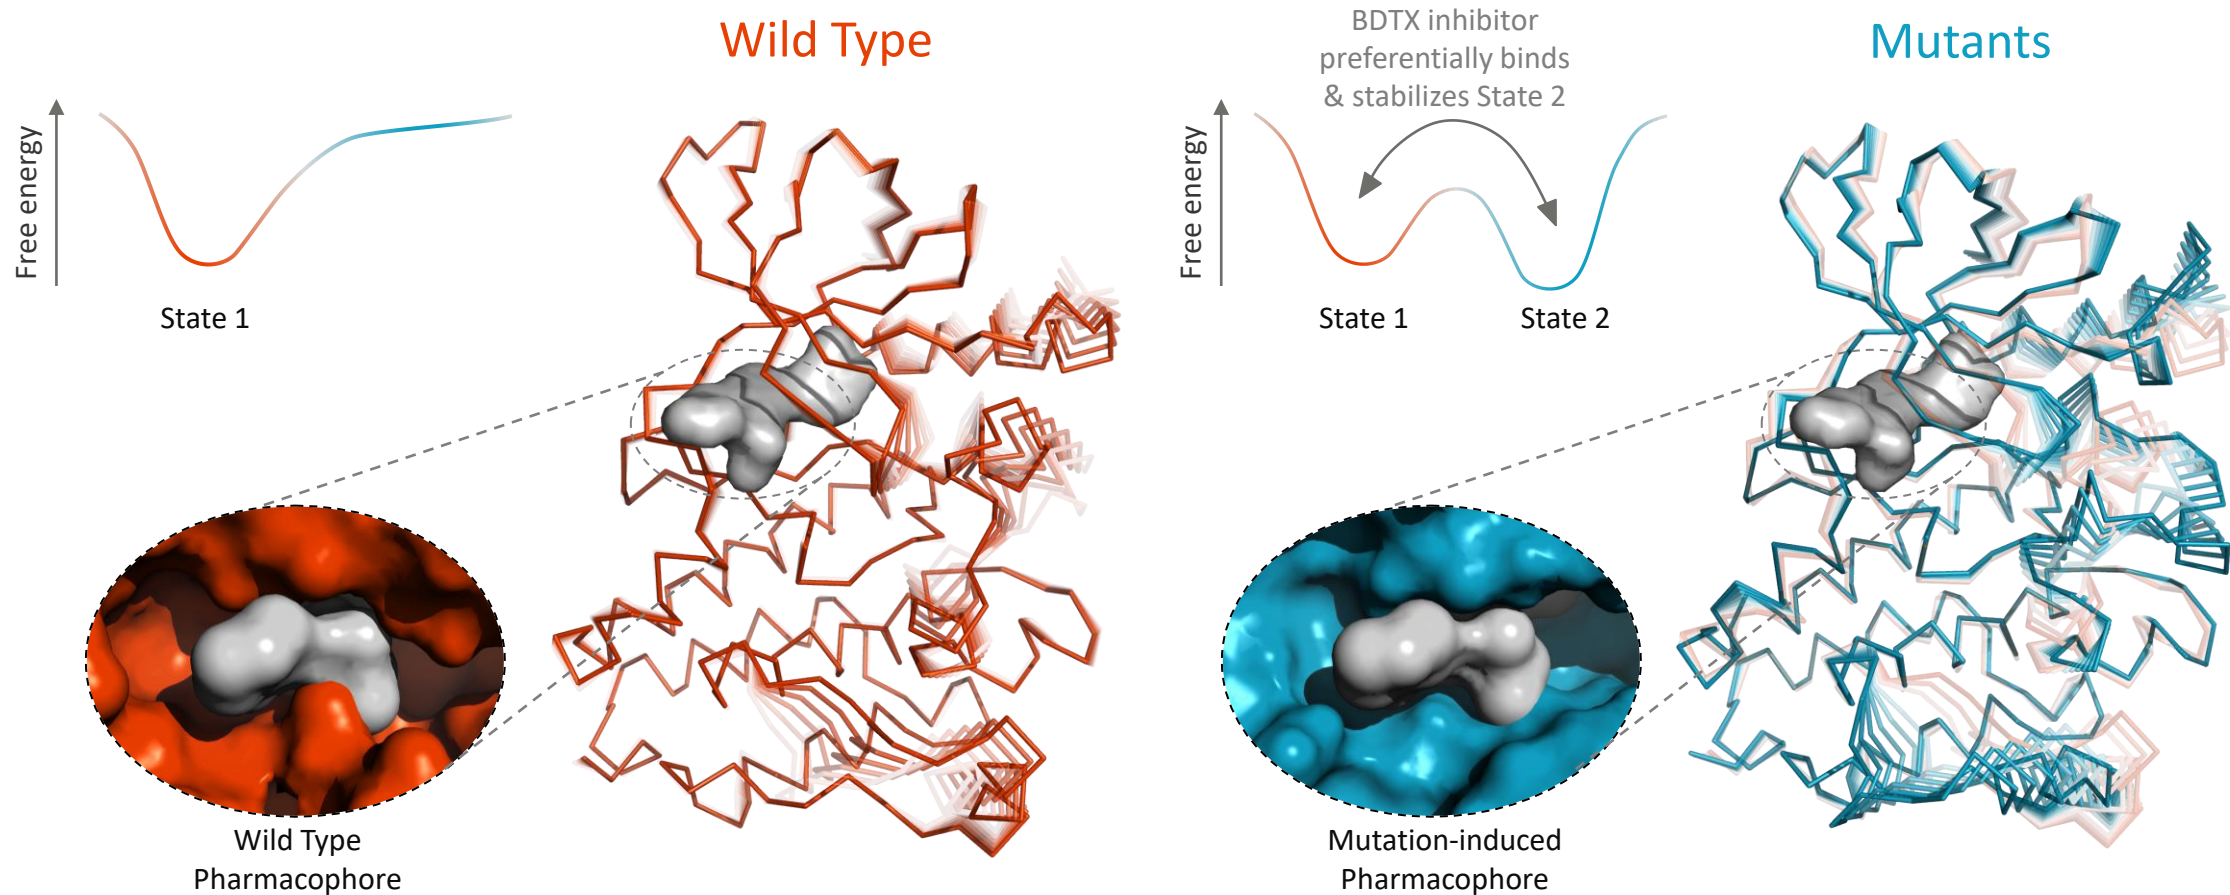 Wild Type
Free energy
State 1
Wild Type
Pharmacophore
BDTX inhibitor
preferentially binds
& stabilizes State 2
Mutants
Free energy
State 1
State 2
Mutation-induced
Pharmacophore